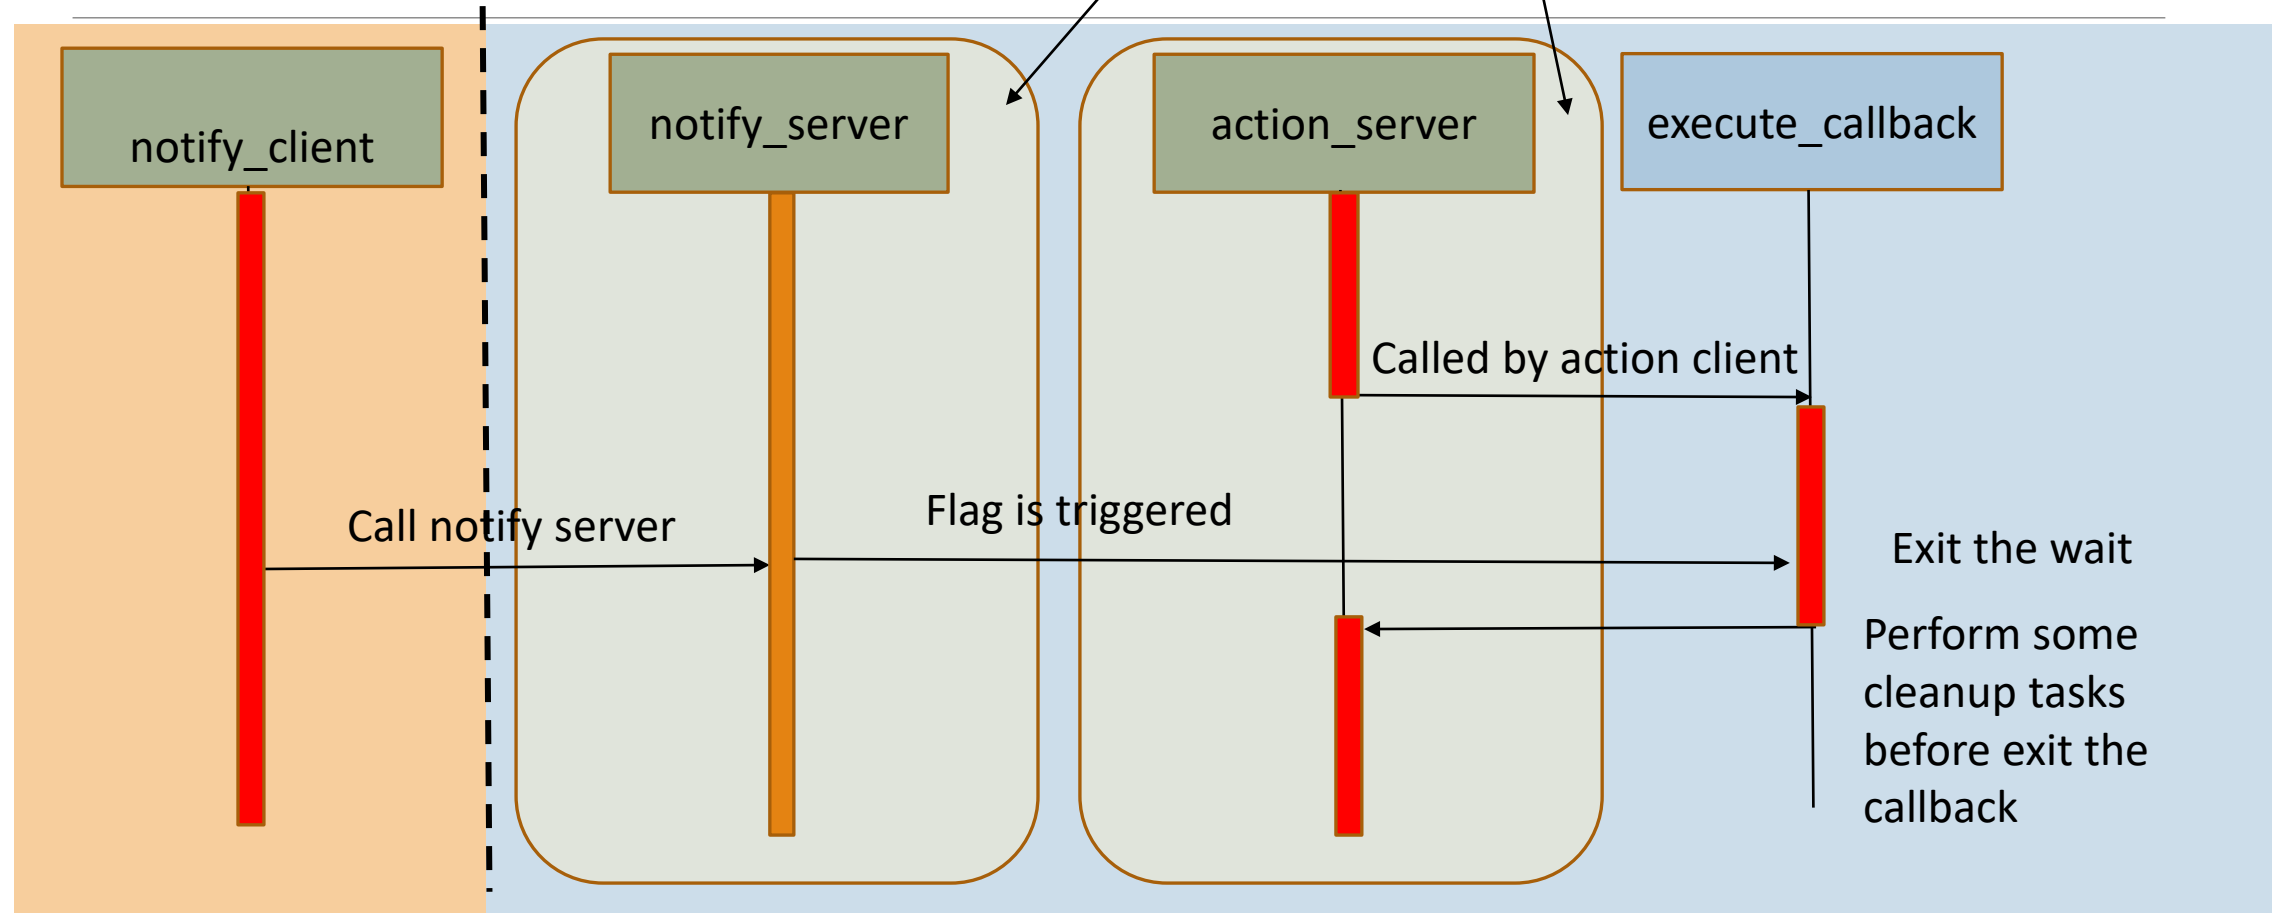 notify_client
notify_server
action_server
execute_callback
Called by action client
Call notify server
Flag is triggered
Exit the wait
Perform some
cleanup tasks
before exit the
callback